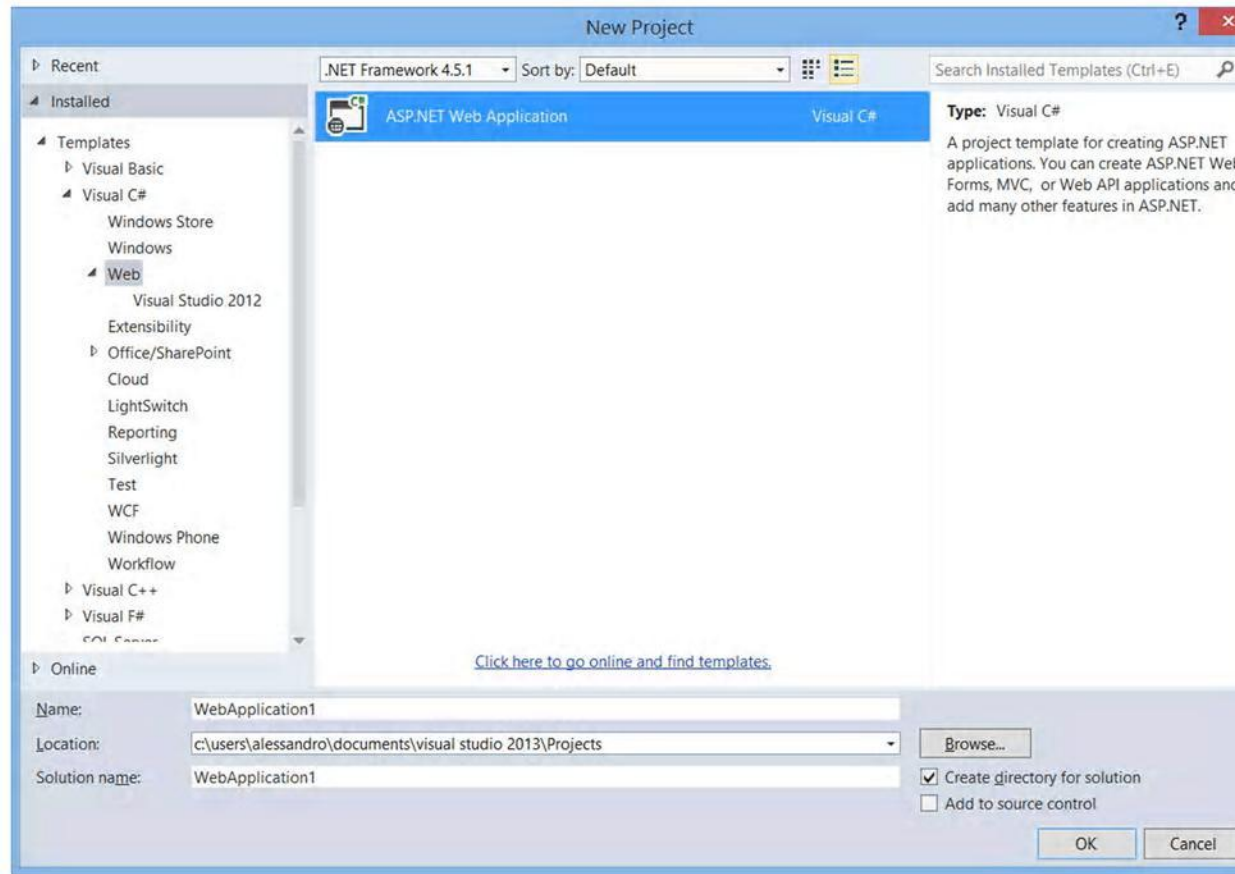 New Project
?
Recent
.NET Framework 4.5.1 Sort by: Default Search Installed Templates (Ctrl+E)
Installed
Templates
Visual Basic
Visual C#
Windows Store
Windows
Web
Visual Studio 2012
Extensibility
Office/SharePoint
Cloud
LightSwitch
Reporting
Silverlight
Test
WCF
Windows Phone
Workflow
Visual C++
Visual F#
SQL Server
Online
ASP.NET Web Application Visual C#
Click here to go online and find templates.
Type: Visual C#
A project template for creating ASP.NET
applications. You can create ASP.NET Web
Forms, MVC, or Web API applications and
add many other features in ASP.NET.
Name: WebApplication1
Location: c:\users\alessandro\documents\visual studio 2013\Projects Browse...
Solution name: WebApplication1
Create directory for solution
Add to source control
OK Cancel